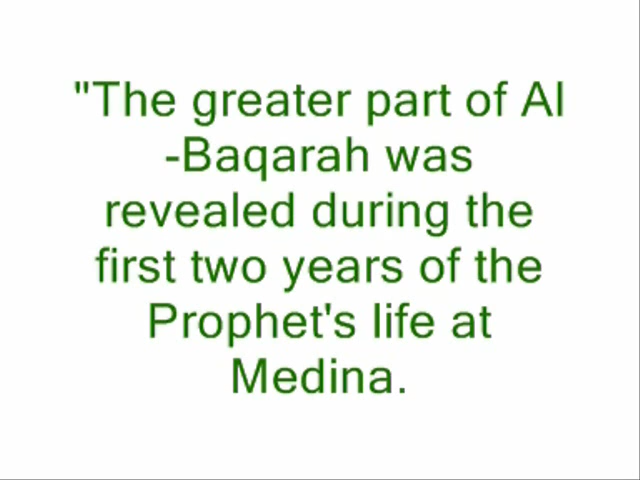 "The greater part of Al
-Baqarah was
revealed during the
first two years of the
Prophet's life at
Medina.